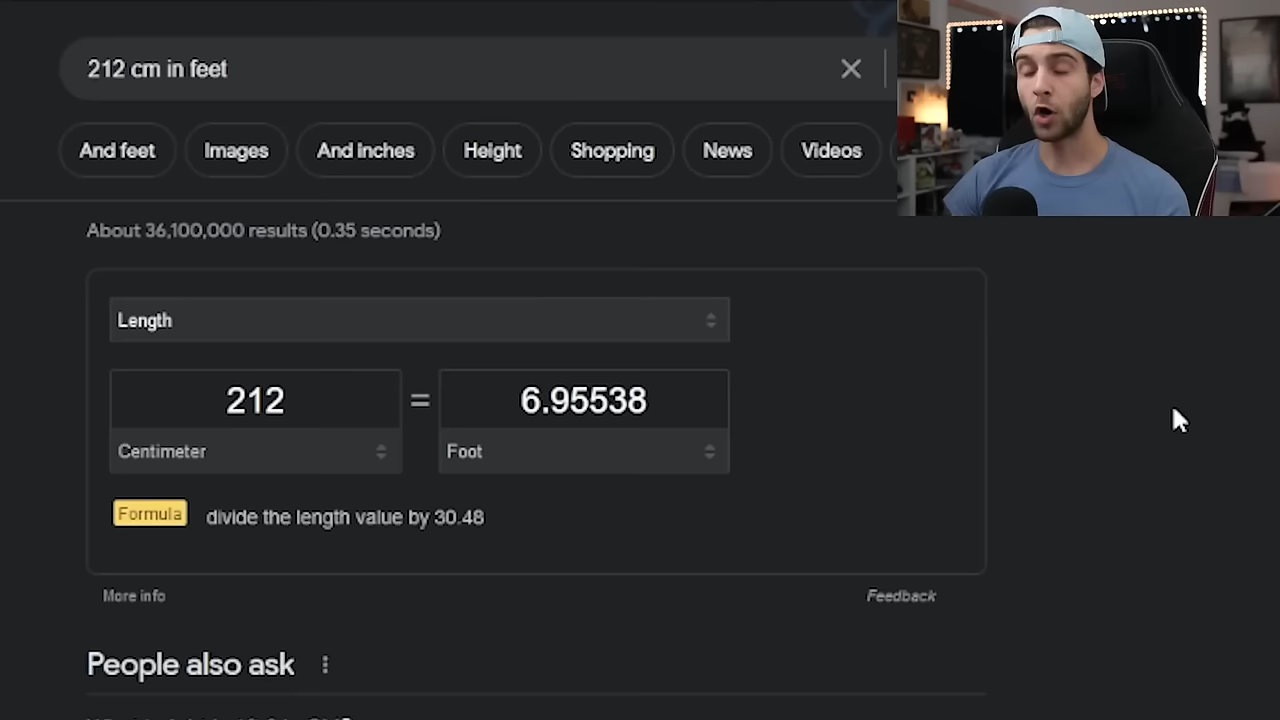 212 cm in feet
And feet Images And inches Height Shopping News Videos
About 36,100,000 results (0.35 seconds)
Length
212 = 6.95538
Centimeter Foot
Formula divide the length value by 30.48
More info Feedback
People also ask